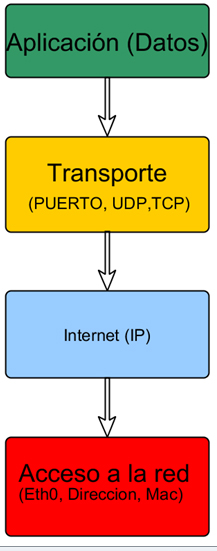 Aplicación (Datos)
Transporte
(PUERTO, UDP,TCP)
Internet (IP)
Acceso a la red
(Eth0, Direccion, Mac)